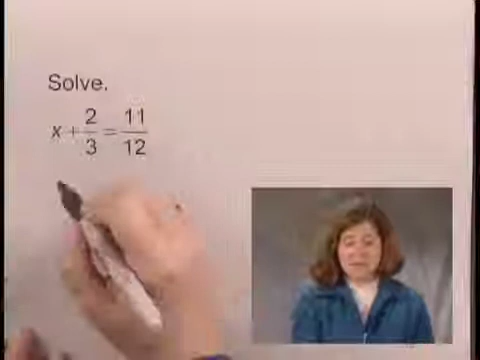 Solve.
x + 2/3 = 11/12